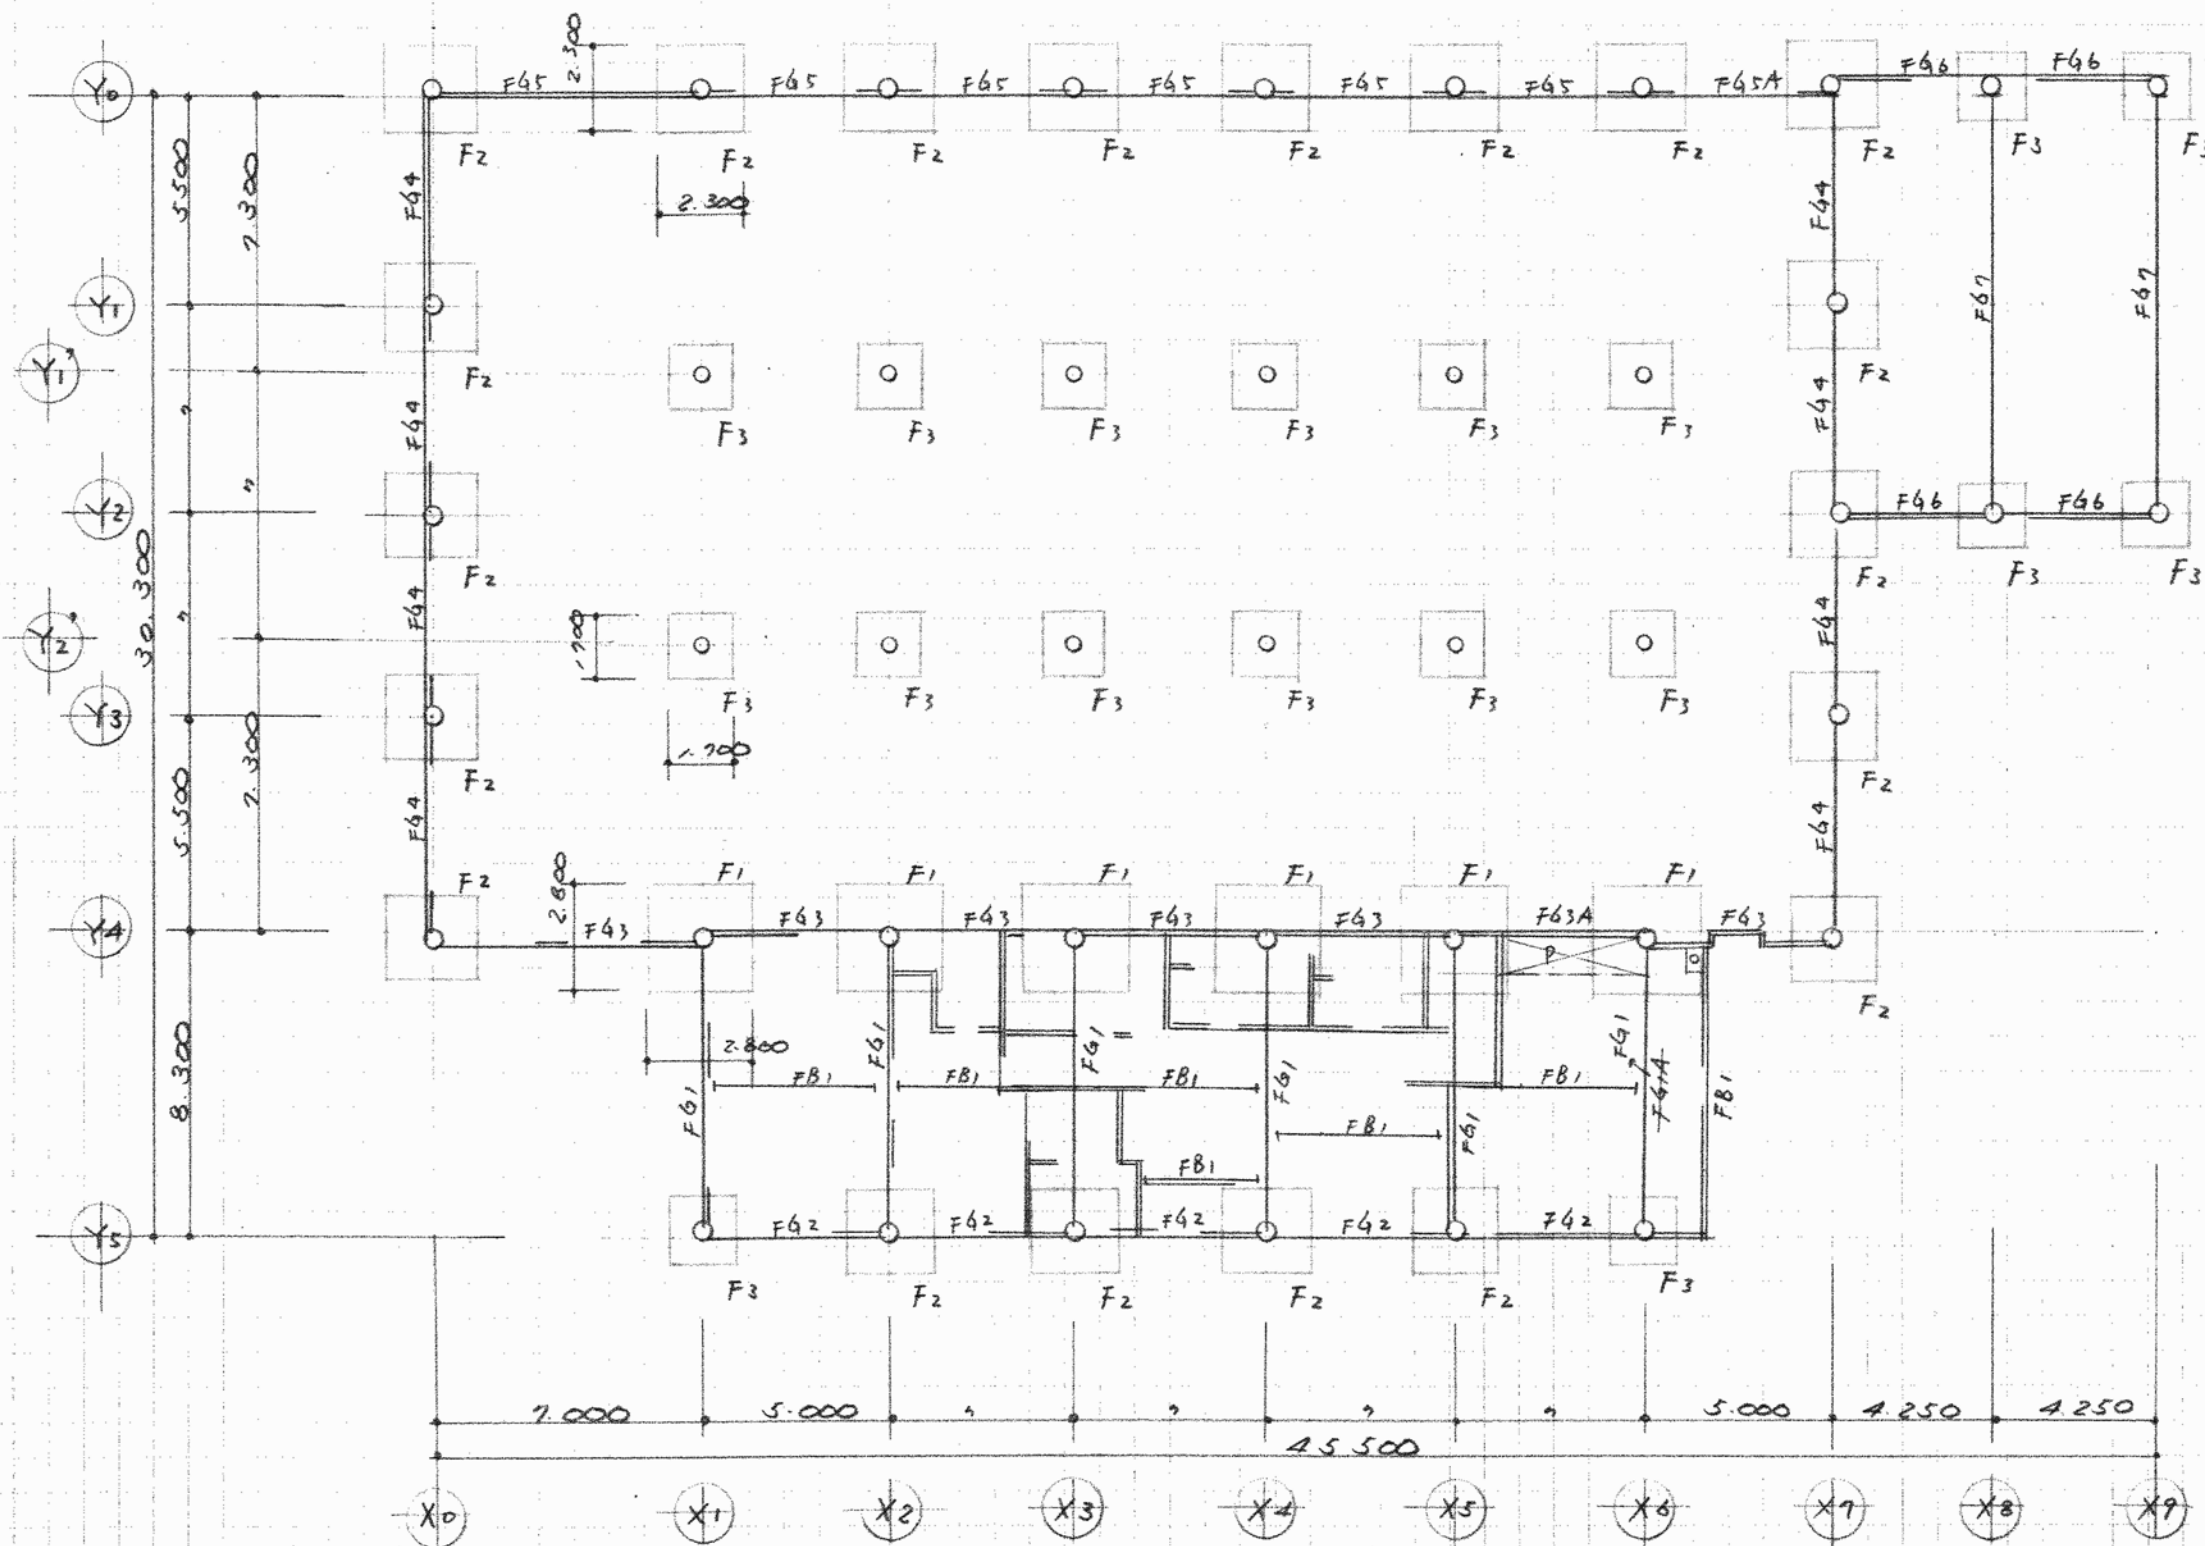 2.300
Y0 FG5 FG5 FG5 FG5 FG5 FG5 FG5A FG6 FG6
F2 F2 F2 F2 F2 F2 F2 F2 F3 F3
5.500 7.300 FG4 2.300 FG4
Y1 FG7 FG7
Y1' F2 F2
" FG4 F3 F3 F3 F3 F3 F3 FG4
"
Y2 FG6 FG6
F2 F2 F3 F3
30.300 " FG4 1.700 FG4
Y2'
F3 F3 F3 F3 F3 F3
Y3
7.300 1.700
F2 F2
5.500 FG4 FG4
2.800 F2 F1 F1 F1 F1 F1 F1
Y4 FG3 FG3 FG3 FG3 FG3 FG3A FG3
P
F2
8.300 2.800 FG1 FG1 FG1
FB1 FB1 FB1 FG1 FB1 FG1A FB1
FG1 FB1 FG1
FB1
Y5 FG2 FG2 FG2 FG2 FG2
F3 F2 F2 F2 F2 F3
7.000 5.000 " " " " 5.000 4.250 4.250
45.500
X0 X1 X2 X3 X4 X5 X6 X7 X8 X9